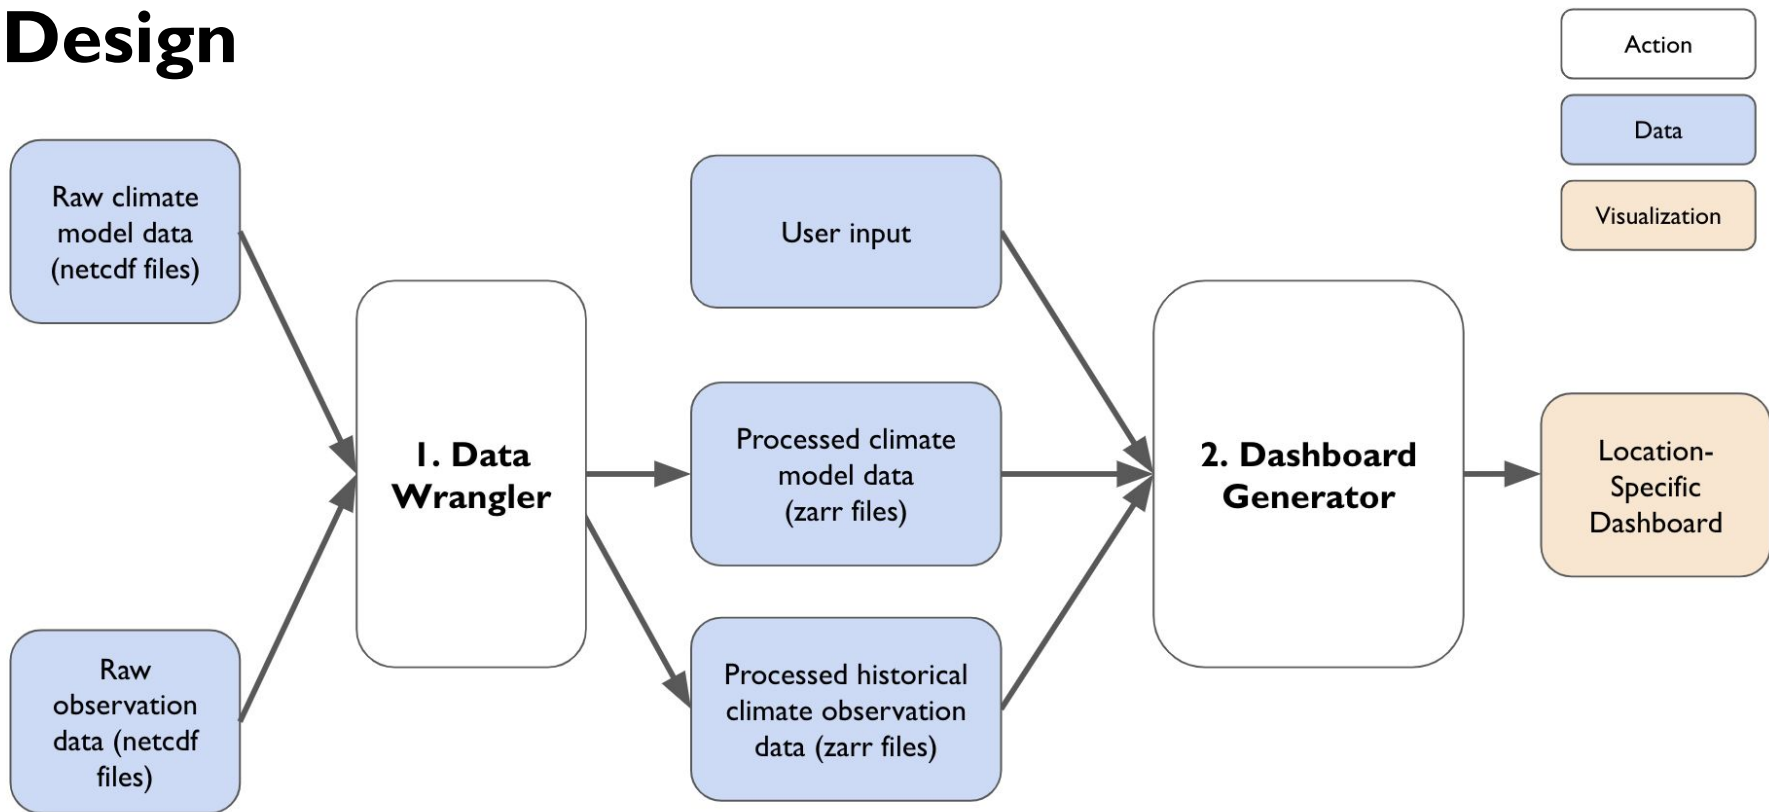 Design
Action
Data
Visualization
Raw climate
model data
(netcdf files)
Raw
observation
data (netcdf
files)
1. Data
Wrangler
User input
Processed climate
model data
(zarr files)
Processed historical
climate observation
data (zarr files)
2. Dashboard
Generator
Location-
Specific
Dashboard